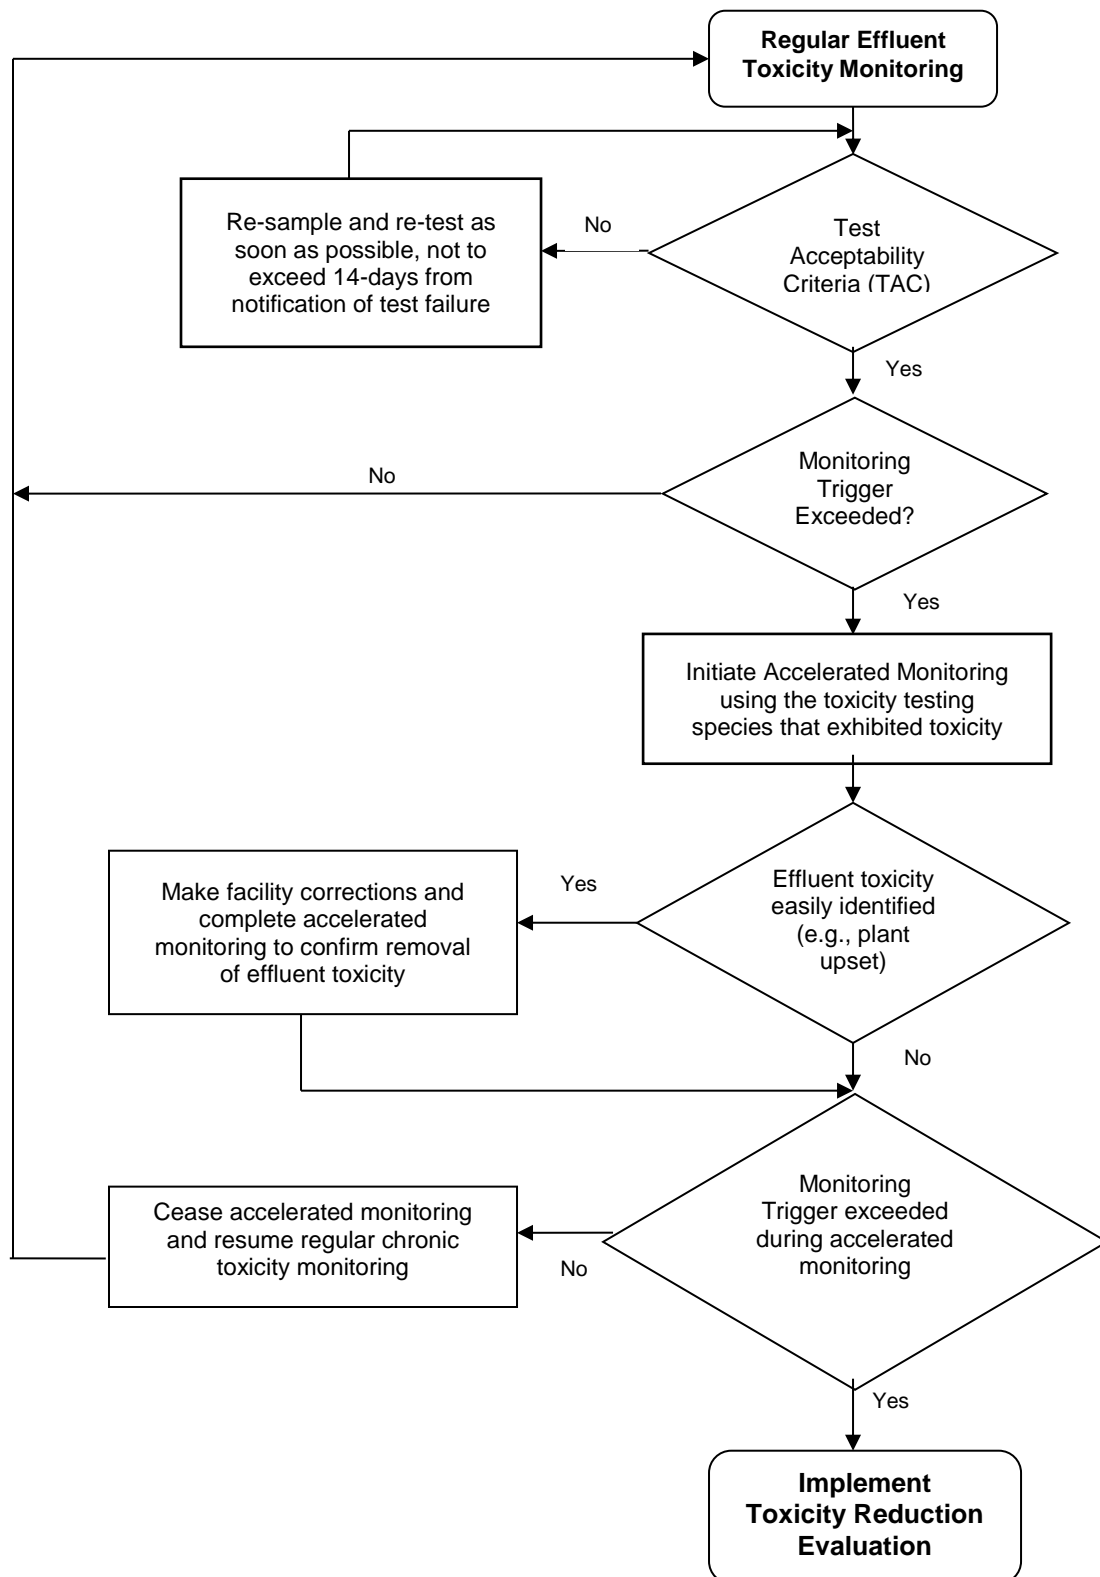 Regular Effluent
Toxicity Monitoring
Re-sample and re-test as
soon as possible, not to
exceed 14-days from
notification of test failure
No
Test
Acceptability
Criteria (TAC)
Yes
No
Monitoring
Trigger
Exceeded?
Yes
Initiate Accelerated Monitoring
using the toxicity testing
species that exhibited toxicity
Make facility corrections and
complete accelerated
monitoring to confirm removal
of effluent toxicity
Yes
Effluent toxicity
easily identified
(e.g., plant
upset)
No
Cease accelerated monitoring
and resume regular chronic
toxicity monitoring
No
Monitoring
Trigger exceeded
during accelerated
monitoring
Yes
Implement
Toxicity Reduction
Evaluation